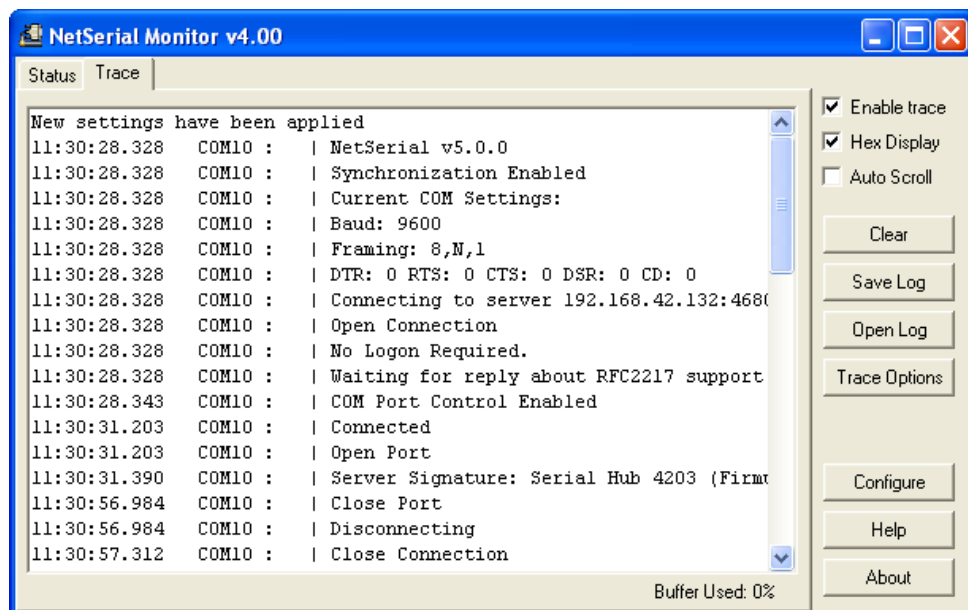 NetSerial Monitor v4.00
Status Trace
New settings have been applied
11:30:28.328 COM10 : | NetSerial v5.0.0
11:30:28.328 COM10 : | Synchronization Enabled
11:30:28.328 COM10 : | Current COM Settings:
11:30:28.328 COM10 : | Baud: 9600
11:30:28.328 COM10 : | Framing: 8,N,1
11:30:28.328 COM10 : | DTR: 0 RTS: 0 CTS: 0 DSR: 0 CD: 0
11:30:28.328 COM10 : | Connecting to server
11:30:28.328 COM10 : | Open Connection
11:30:28.328 COM10 : | No Logon Required.
11:30:28.328 COM10 : | Waiting for reply about RFC2217 support
11:30:28.343 COM10 : | COM Port Control Enabled
11:30:31.203 COM10 : | Connected
11:30:31.203 COM10 : | Open Port
11:30:31.390 COM10 : | Server Signature: Serial Hub 4203
11:30:56.984 COM10 : | Close Port
11:30:56.984 COM10 : | Disconnecting
11:30:57.312 COM10 : | Close Connection
Buffer Used: 0%
Enable trace
Hex Display
Auto Scroll
Clear
Save Log
Open Log
Trace Options
Configure
Help
About